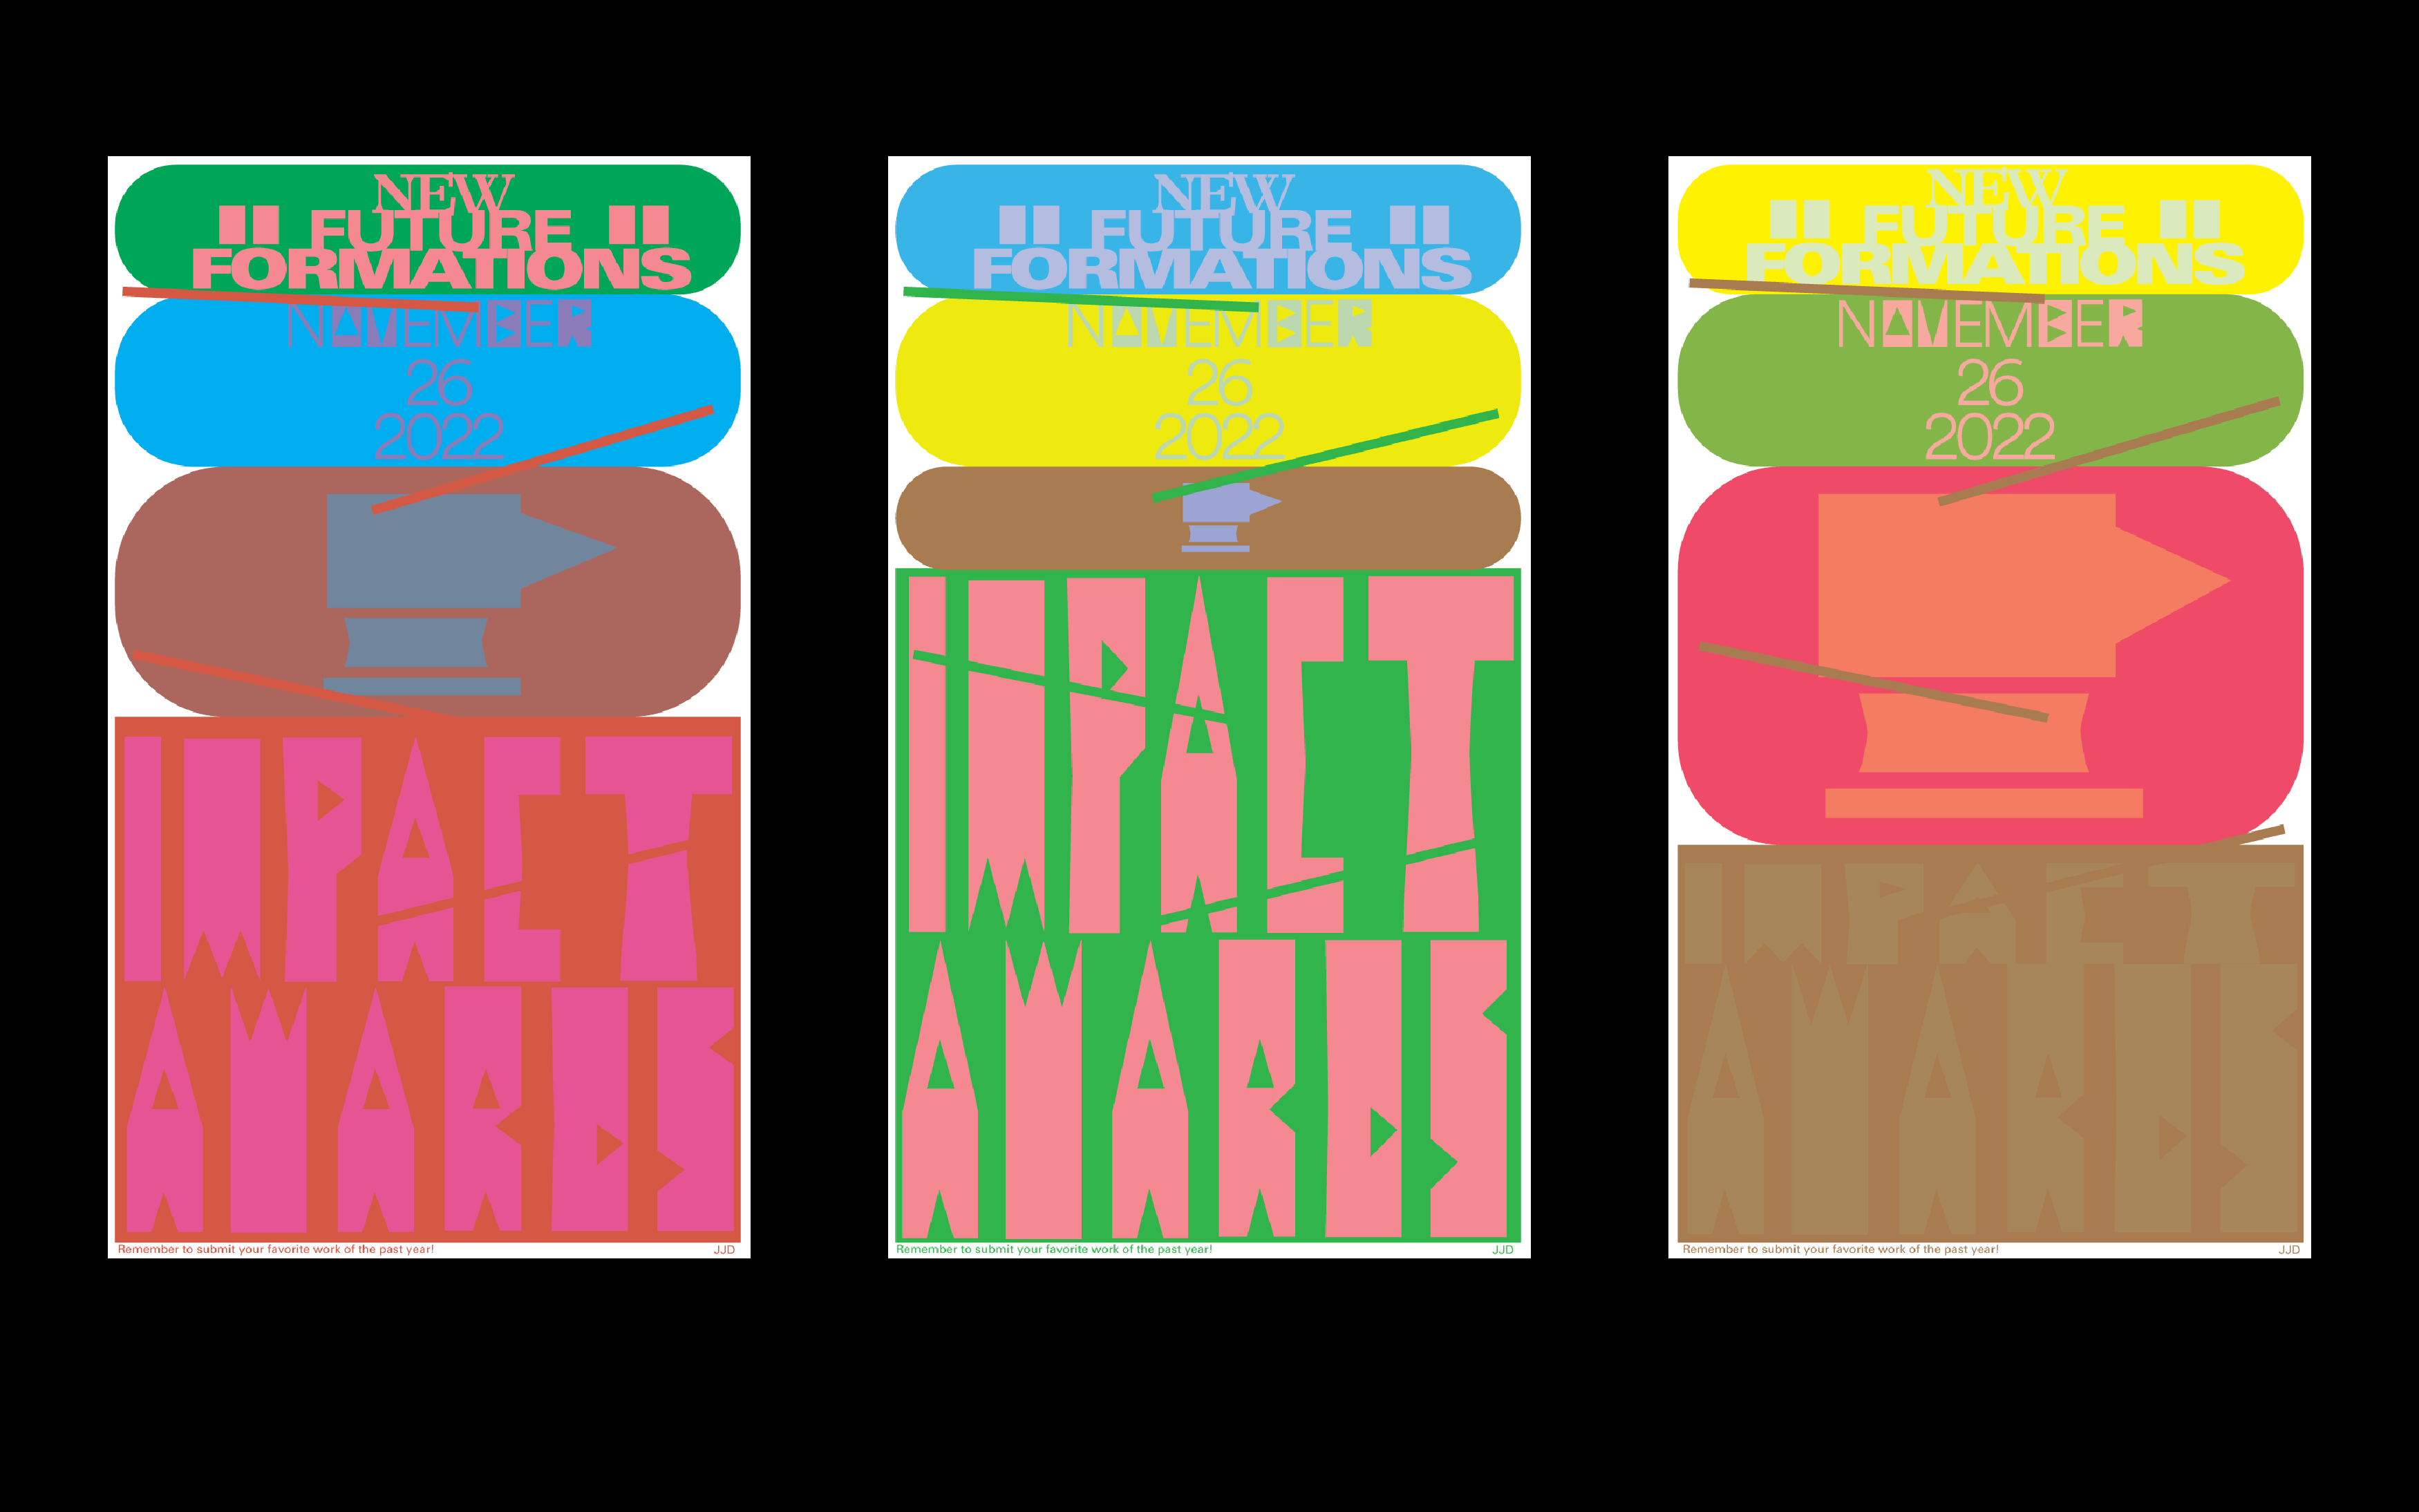 NEW
"FUTURE"
FORMATIONS
NOVEMBER
26
2022
IMPACT
AWARDS
Remember to submit your favorite work of the past year! JJD
NEW
"FUTURE"
FORMATIONS
NOVEMBER
26
2022
IMPACT
AWARDS
Remember to submit your favorite work of the past year! JJD
NEW
"FUTURE"
FORMATIONS
NOVEMBER
26
2022
IMPACT
AWARDS
Remember to submit your favorite work of the past year! JJD